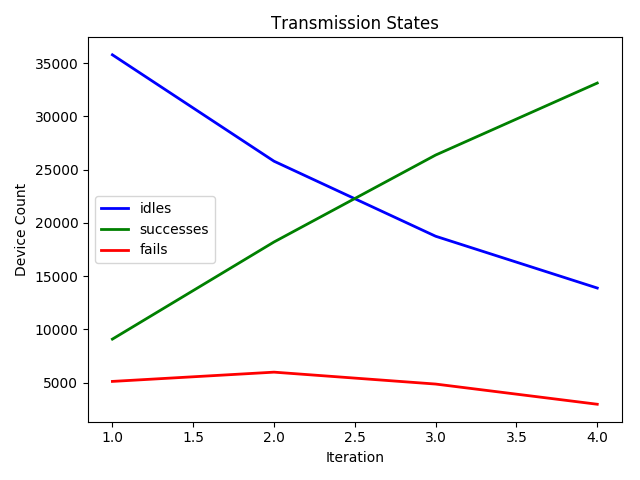 Transmission States
Device Count
35000
30000
25000
20000
15000
10000
5000
idles
successes
fails
1.0 1.5 2.0 2.5 3.0 3.5 4.0
Iteration